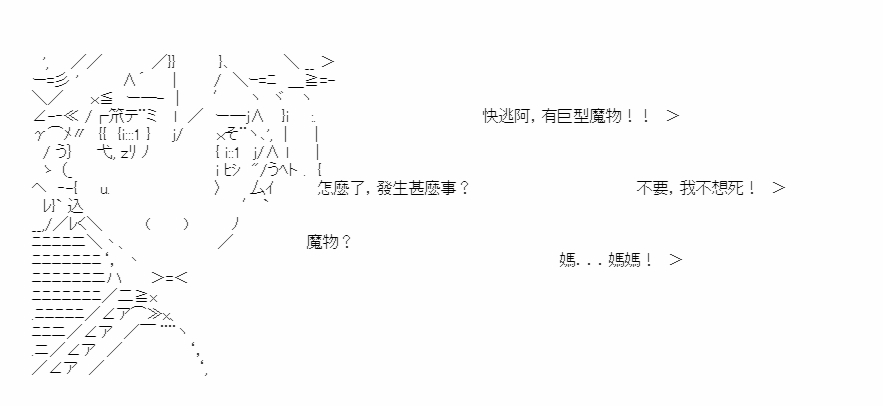 快逃阿, 有巨型魔物！！ ＞
怎麼了, 發生甚麼事？
不要, 我不想死！ ＞
魔物？
媽. . . 媽媽！ ＞